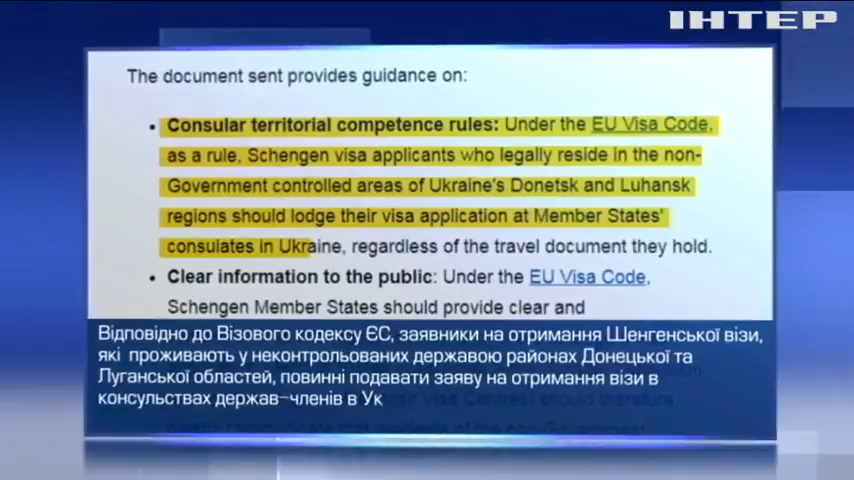 ІНТЕР
The document sent provides guidance on:
• Consular territorial competence rules: Under the EU Visa Code,
as a rule, Schengen visa applicants who legally reside in the non-
Government controlled areas of Ukraine's Donetsk and Luhansk
regions should lodge their visa application at Member States'
consulates in Ukraine, regardless of the travel document they hold.
• Clear information to the public: Under the EU Visa Code,
Schengen Member States should provide clear and
Відповідно до Візового кодексу ЄС, заявники на отримання Шенгенської візи,
які проживають у неконтрольованих державою районах Донецької та
Луганської областей, повинні подавати заяву на отримання візи в
консульствах держав-членів в Ук